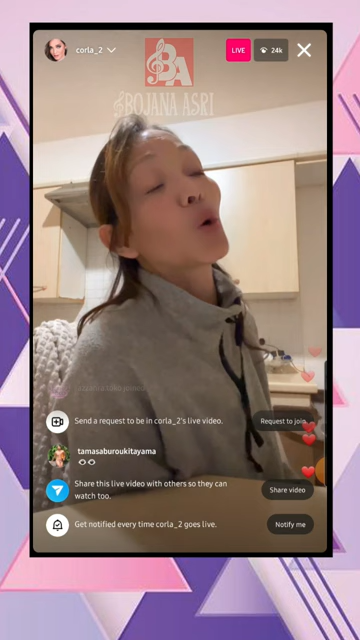 corla_2
LIVE
24k
BA
BOJANA ASRI
Send a request to be in corla_2's live video.
Request to join
tamasaburoukitayama
👀
Share this live video with others so they can
watch too.
Share video
Get notified every time corla_2 goes live.
Notify me